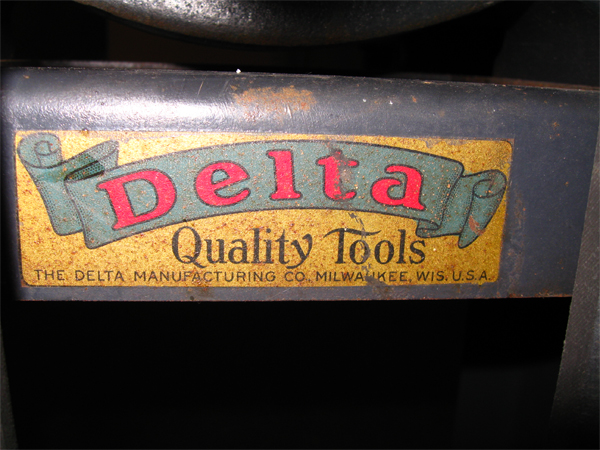 Delta
Quality Tools
THE DELTA MANUFACTURING CO. MILWAUKEE, WIS. U.S.A.